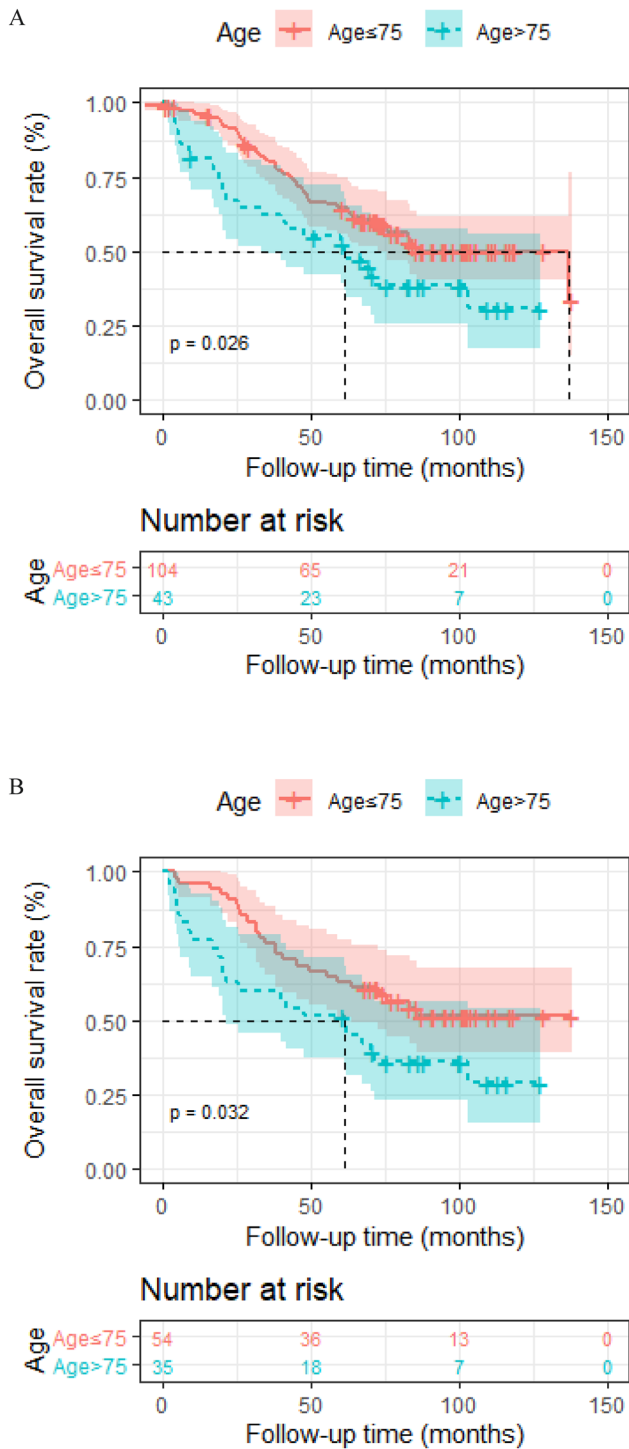 A
Age Age≤75 Age>75
Overall survival rate (%)
1.00
0.75
0.50
0.25
0.00
p = 0.026
0 50 100 150
Follow-up time (months)
Number at risk
Age
Age≤75 104 65 21 0
Age>75 43 23 7 0
0 50 100 150
Follow-up time (months)
B
Age Age≤75 Age>75
Overall survival rate (%)
1.00
0.75
0.50
0.25
0.00
p = 0.032
0 50 100 150
Follow-up time (months)
Number at risk
Age
Age≤75 54 36 13 0
Age>75 35 18 7 0
0 50 100 150
Follow-up time (months)